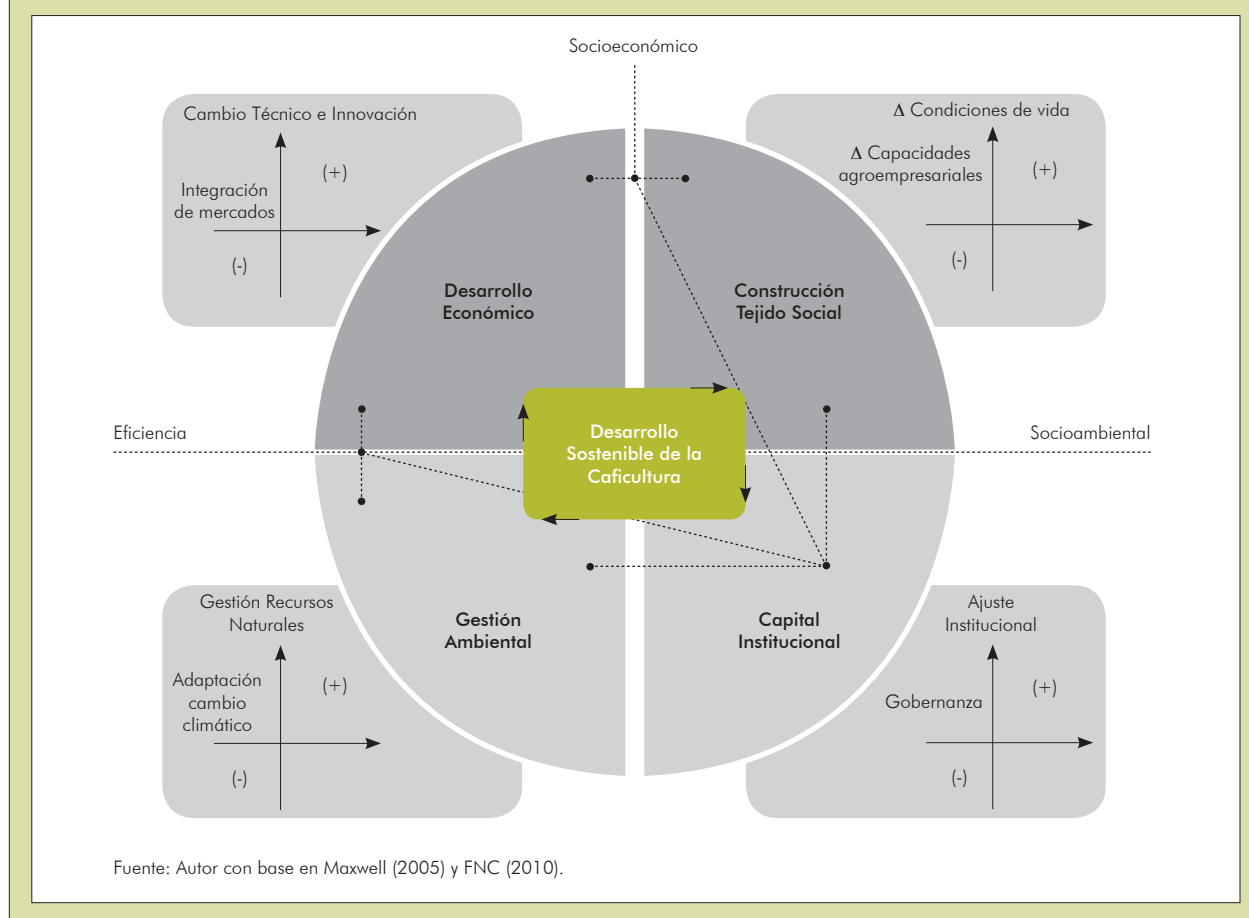 Socioeconómico
Cambio Técnico e Innovación
(+)
Integración
de mercados
(-)
Δ Condiciones de vida
Δ Capacidades
agroempresariales
(+)
(-)
Desarrollo
Económico
Construcción
Tejido Social
Eficiencia
Desarrollo
Sostenible de la
Caficultura
Socioambiental
Gestión Recursos
Naturales
Adaptación
cambio
climático
(+)
(-)
Gestión
Ambiental
Capital
Institucional
Ajuste
Institucional
Gobernanza
(+)
(-)
Fuente: Autor con base en Maxwell (2005) y FNC (2010).